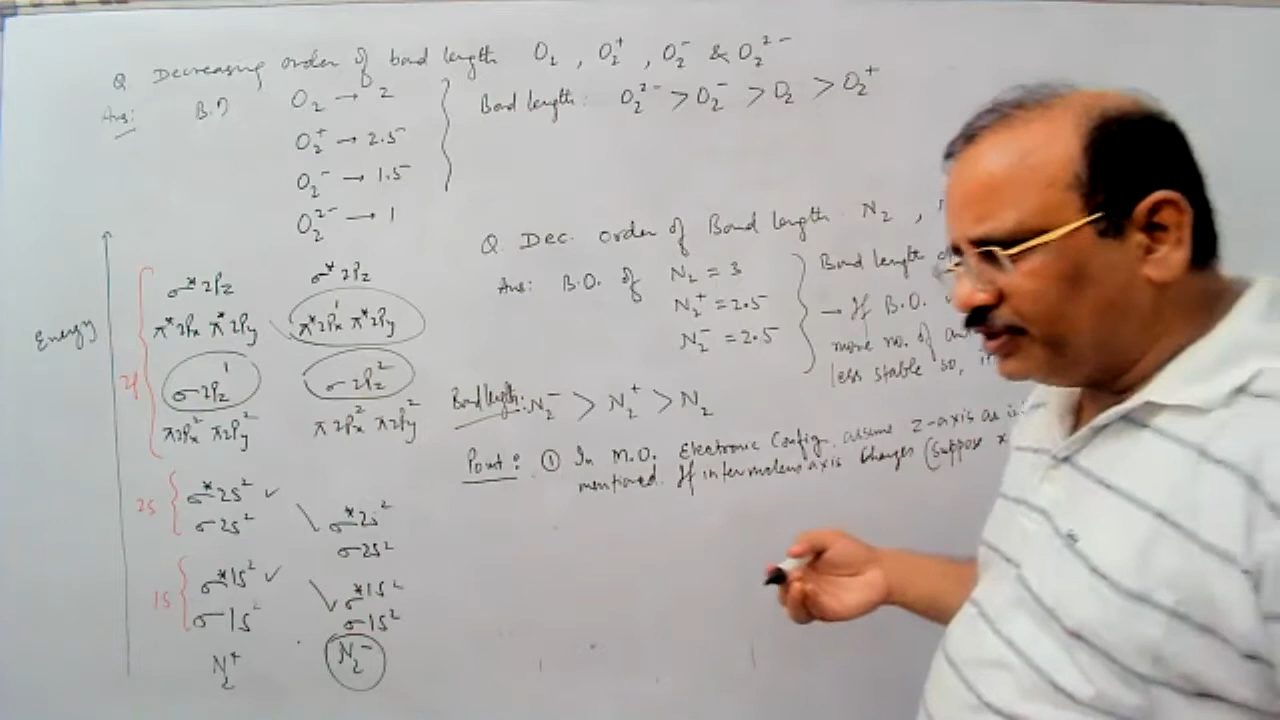 Q Decreasing order of bond length O₂ , O₂⁺ , O₂⁻ & O₂²⁻
Ans: B.O O₂ → 2
O₂⁺ → 2.5
O₂⁻ → 1.5
O₂²⁻ → 1
Bond length: O₂²⁻ > O₂⁻ > O₂ > O₂⁺
Q Dec. order of Bond length N₂ ,
Ans: B.O. of N₂ = 3
N₂⁺ = 2.5
N₂⁻ = 2.5
Bond length
→ If B.O.
more no. of
less stable so,
Bond length: N₂⁻ > N₂⁺ > N₂
Point: ① In M.O. Electronic Config. assume z-axis as
mentioned. If internuclear axis changes (suppose x
Energy
2p
σ*2Pz
π*2Px π*2Py
σ2Pz¹
π2Px² π2Py²
2s
σ*2s² ✓
σ2s²
1s
σ*1s² ✓
σ1s²
N₂⁺
σ*2Pz
π*2Px¹ π*2Py
σ2Pz²
π2Px² π2Py²
σ*2s²
σ2s²
σ*1s²
σ1s²
N₂⁻